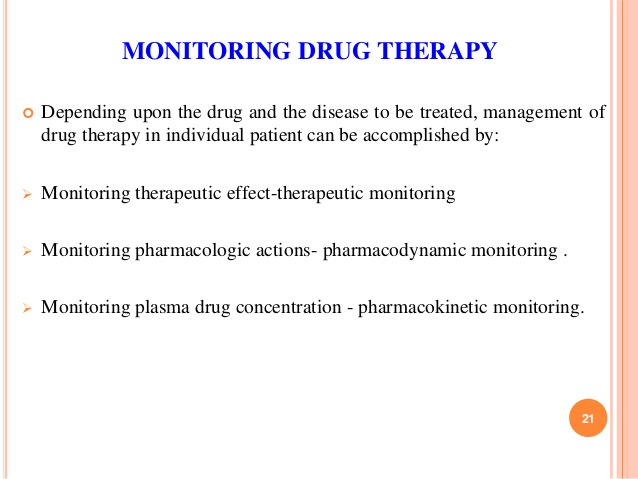 MONITORING DRUG THERAPY
Depending upon the drug and the disease to be treated, management of
drug therapy in individual patient can be accomplished by:
Monitoring therapeutic effect-therapeutic monitoring
Monitoring pharmacologic actions- pharmacodynamic monitoring .
Monitoring plasma drug concentration - pharmacokinetic monitoring.
21